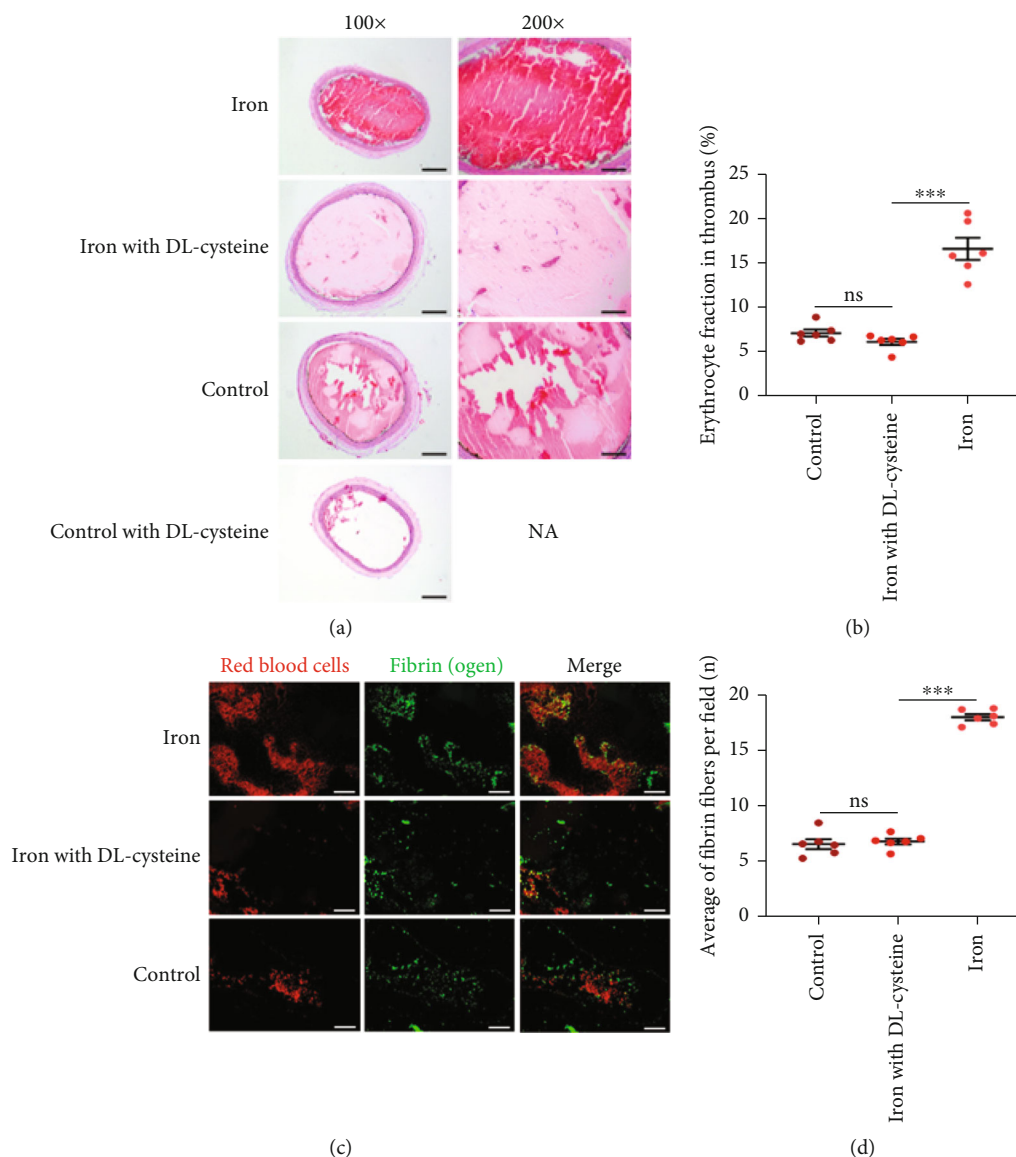 100×
200×
Iron
Iron with DL-cysteine
Control
Control with DL-cysteine
NA
(a)
Erythrocyte fraction in thrombus (%)
25
20
15
10
5
0
***
ns
Control
Iron with DL-cysteine
Iron
(b)
Red blood cells
Fibrin (ogen)
Merge
Iron
Iron with DL-cysteine
Control
(c)
Average of fibrin fibers per field (n)
20
15
10
5
0
***
ns
Control
Iron with DL-cysteine
Iron
(d)